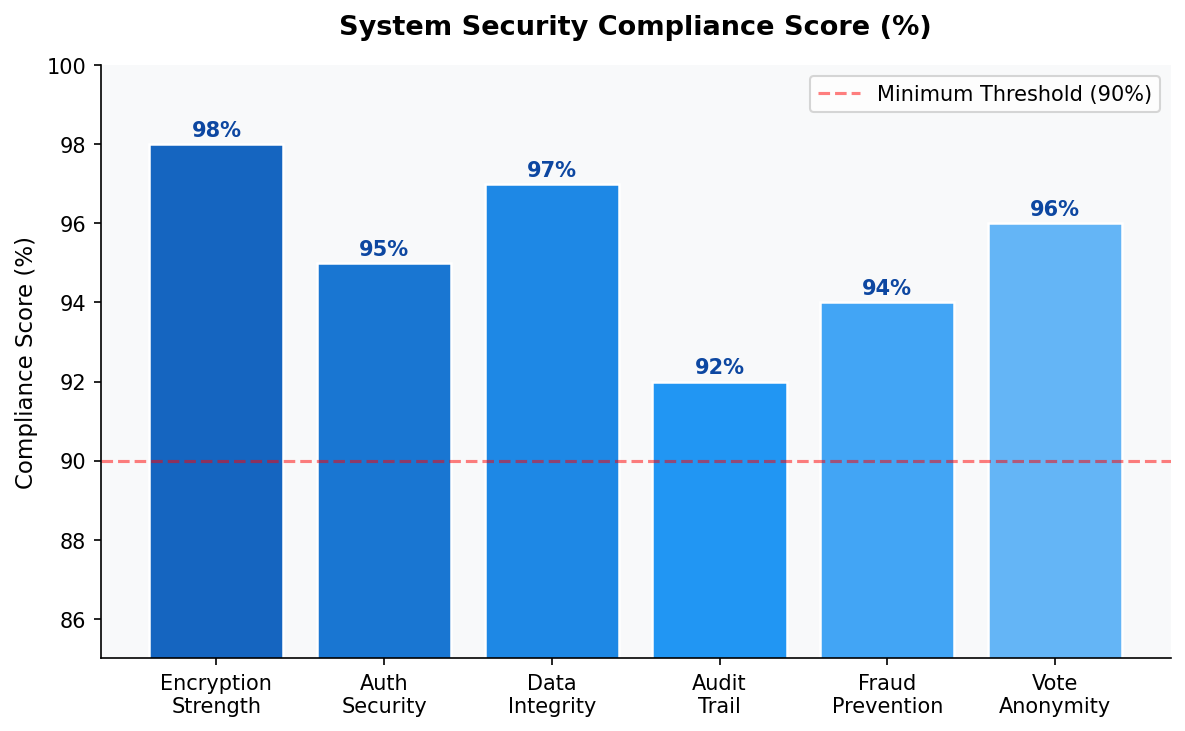 System Security Compliance Score (%)
Minimum Threshold (90%)
Compliance Score (%)
100
98
96
94
92
90
88
86
98%
95%
97%
92%
94%
96%
Encryption
Strength
Auth
Security
Data
Integrity
Audit
Trail
Fraud
Prevention
Vote
Anonymity